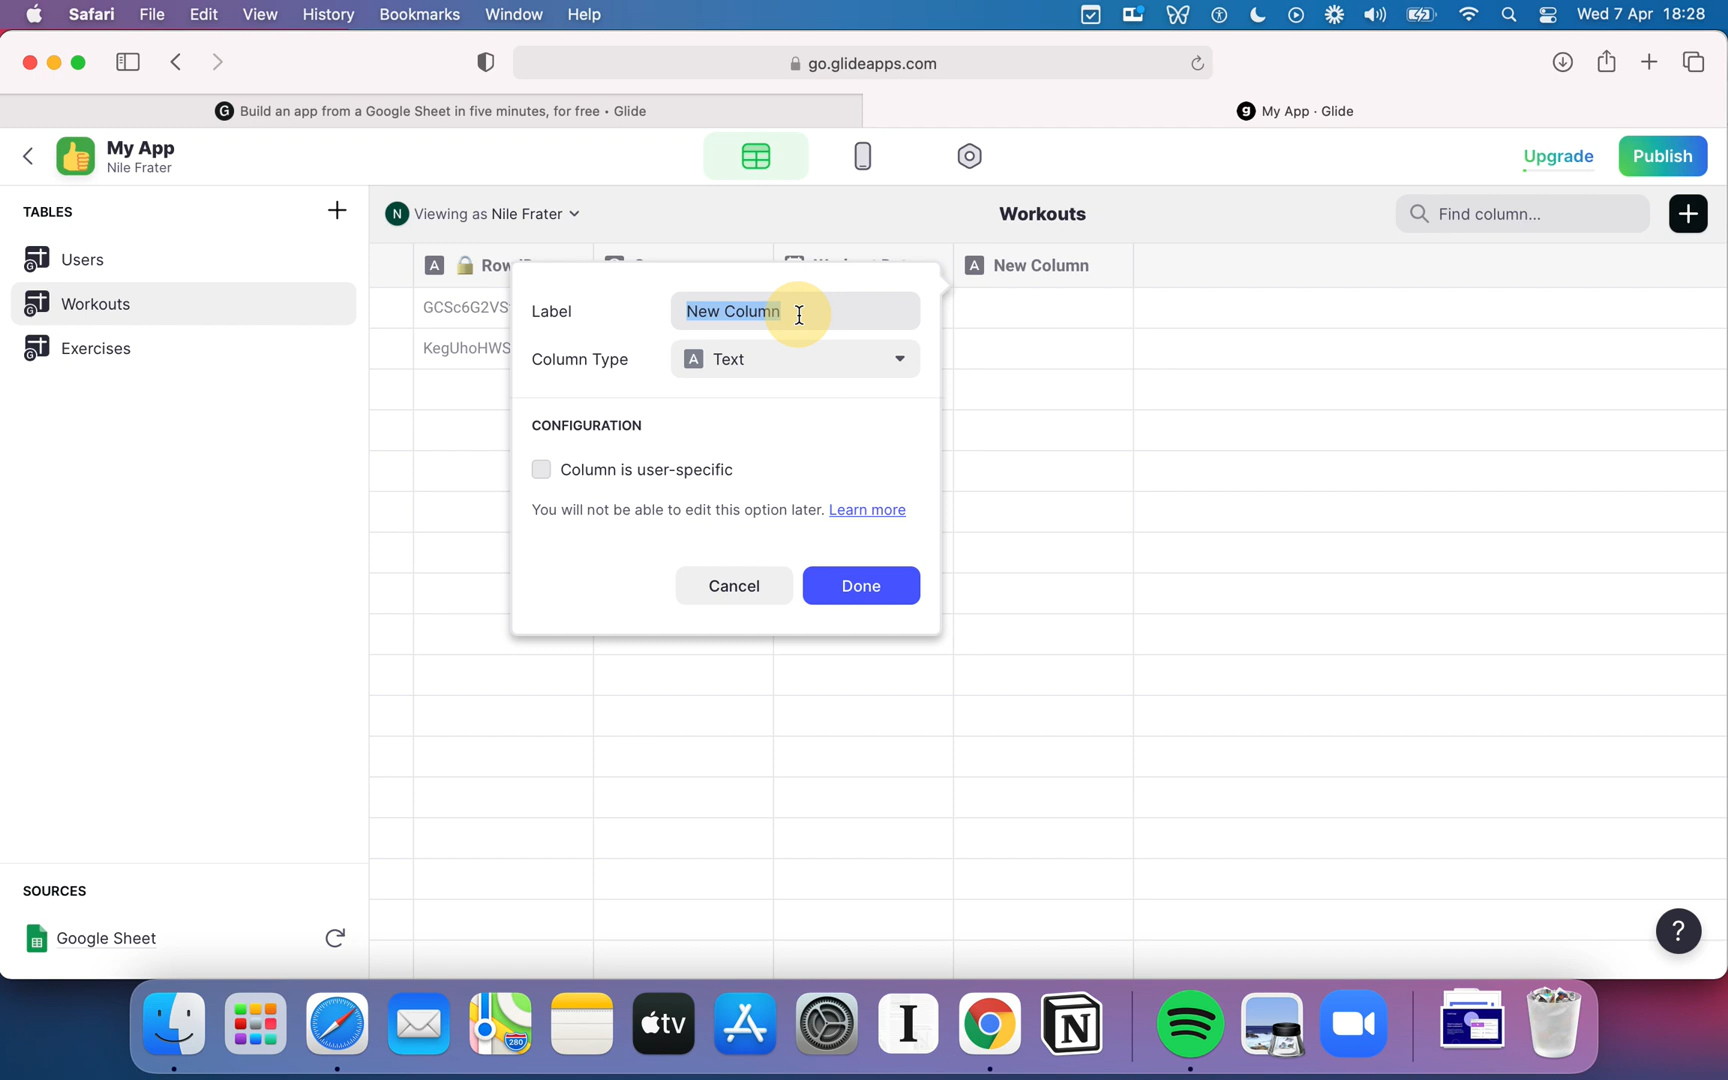 Safari File Edit View History Bookmarks Window Help Wed 7 Apr 18:28
go.glideapps.com
G Build an app from a Google Sheet in five minutes, for free • Glide
g My App · Glide
My App
Nile Frater
Upgrade
Publish
TABLES
Users
Workouts
Exercises
N Viewing as Nile Frater
Workouts
Find column...
A Row
A New Column
GCSc6G2VS
KegUhoHWS
Label
New Column
Column Type
A Text
CONFIGURATION
Column is user-specific
You will not be able to edit this option later. Learn more
Cancel
Done
SOURCES
Google Sheet
?
280
tv
I
N